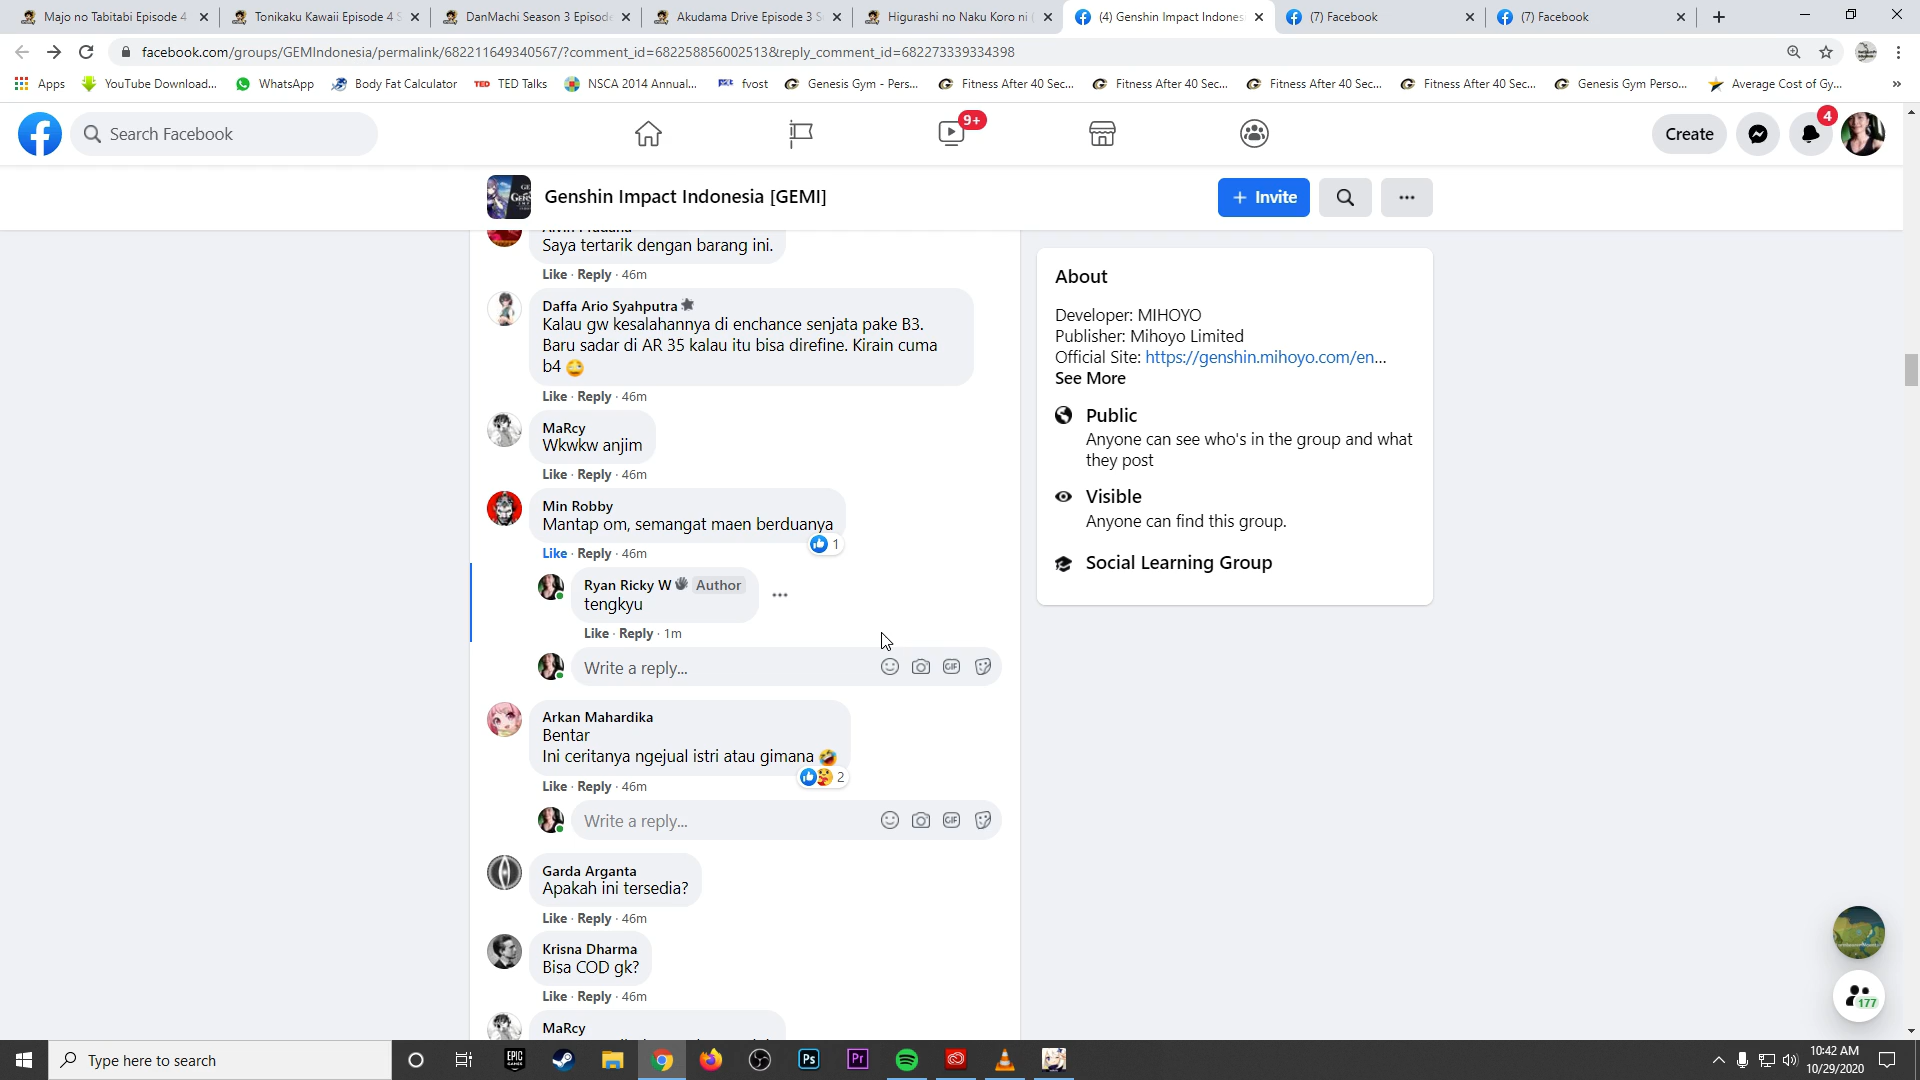 Majo no Tabitabi Episode 4
Tonikaku Kawaii Episode 4 S
DanMachi Season 3 Episode
Akudama Drive Episode 3 S
Higurashi no Naku Koro ni (
(4) Genshin Impact Indones
(7) Facebook
(7) Facebook
facebook.com/groups/GEMIndonesia/permalink/682211649340567/?comment_id=682258856002513&reply_comment_id=682273339334398
Apps
YouTube Download...
WhatsApp
Body Fat Calculator
TED
TED Talks
NSCA 2014 Annual...
fvost
Genesis Gym - Pers...
Fitness After 40 Sec...
Fitness After 40 Sec...
Fitness After 40 Sec...
Fitness After 40 Sec...
Genesis Gym Perso...
Average Cost of Gy...
Search Facebook
9+
Create
4
Genshin Impact Indonesia [GEMI]
+ Invite
Saya tertarik dengan barang ini.
Like · Reply · 46m
Daffa Ario Syahputra
Kalau gw kesalahannya di enchance senjata pake B3.
Baru sadar di AR 35 kalau itu bisa direfine. Kirain cuma
b4 😅
Like · Reply · 46m
MaRcy
Wkwkw anjim
Like · Reply · 46m
Min Robby
Mantap om, semangat maen berduanya
1
Like · Reply · 46m
Ryan Ricky W Author
tengkyu
Like · Reply · 1m
Write a reply...
GIF
Arkan Mahardika
Bentar
Ini ceritanya ngejual istri atau gimana 🤣
2
Like · Reply · 46m
Write a reply...
GIF
Garda Arganta
Apakah ini tersedia?
Like · Reply · 46m
Krisna Dharma
Bisa COD gk?
Like · Reply · 46m
MaRcy
About
Developer: MIHOYO
Publisher: Mihoyo Limited
Official Site: https://genshin.mihoyo.com/en...
See More
Public
Anyone can see who's in the group and what
they post
Visible
Anyone can find this group.
Social Learning Group
177
Type here to search
EPIC GAMES
Ps
Pr
10:42 AM
10/29/2020